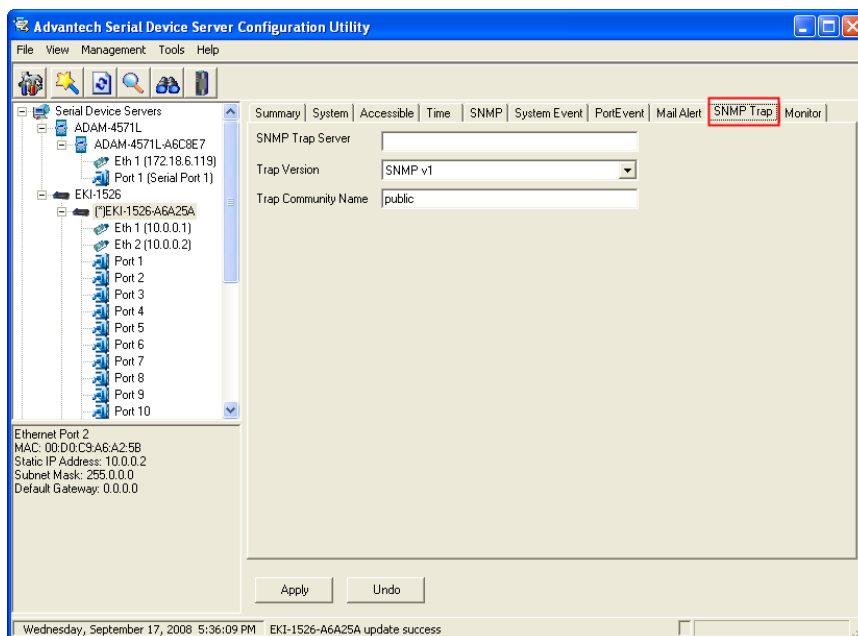 Advantech Serial Device Server Configuration Utility
File View Management Tools Help
Serial Device Servers
ADAM-4571L
ADAM-4571L-A6C8E7
Eth 1 (172.18.6.119)
Port 1 (Serial Port 1)
EKI-1526
(*)EKI-1526-A6A25A
Eth 1 (10.0.0.1)
Eth 2 (10.0.0.2)
Port 1
Port 2
Port 3
Port 4
Port 5
Port 6
Port 7
Port 8
Port 9
Port 10
Ethernet Port 2
MAC: 00:D0:C9:A6:A2:5B
Static IP Address: 10.0.0.2
Subnet Mask: 255.0.0.0
Default Gateway: 0.0.0.0
Summary System Accessible Time SNMP System Event PortEvent Mail Alert SNMP Trap Monitor
SNMP Trap Server
Trap Version SNMP v1
Trap Community Name public
Apply Undo
Wednesday, September 17, 2008 5:36:09 PM EKI-1526-A6A25A update success